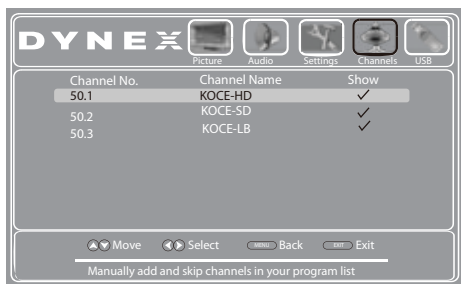 DYNEX
Picture Audio Settings Channels USB
Channel No. Channel Name Show
50.1 KOCE-HD ✓
50.2 KOCE-SD ✓
50.3 KOCE-LB ✓
Move Select MENU Back EXIT Exit
Manually add and skip channels in your program list